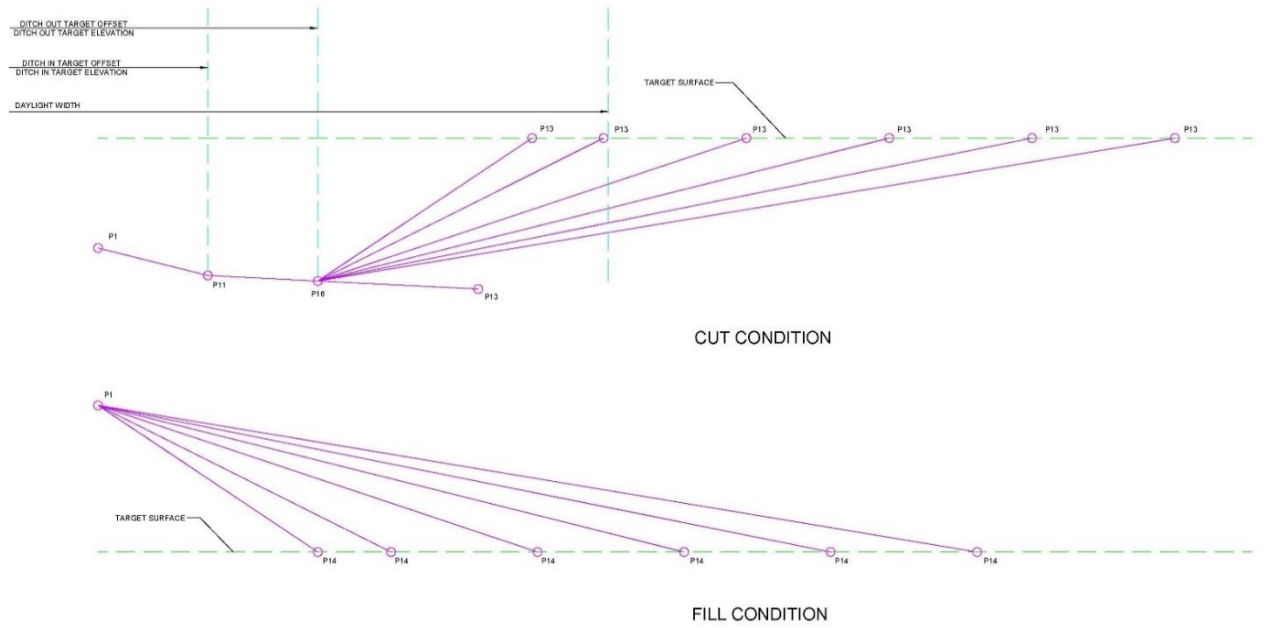 DITCH OUT TARGET OFFSET
DITCH OUT TARGET ELEVATION
DITCH IN TARGET OFFSET
DITCH IN TARGET ELEVATION
TARGET SURFACE
DAYLIGHT WIDTH
P13 P13 P13 P13 P13 P13
P1
P11
P16
P13
CUT CONDITION
P1
TARGET SURFACE
P14 P14 P14 P14 P14 P14
FILL CONDITION